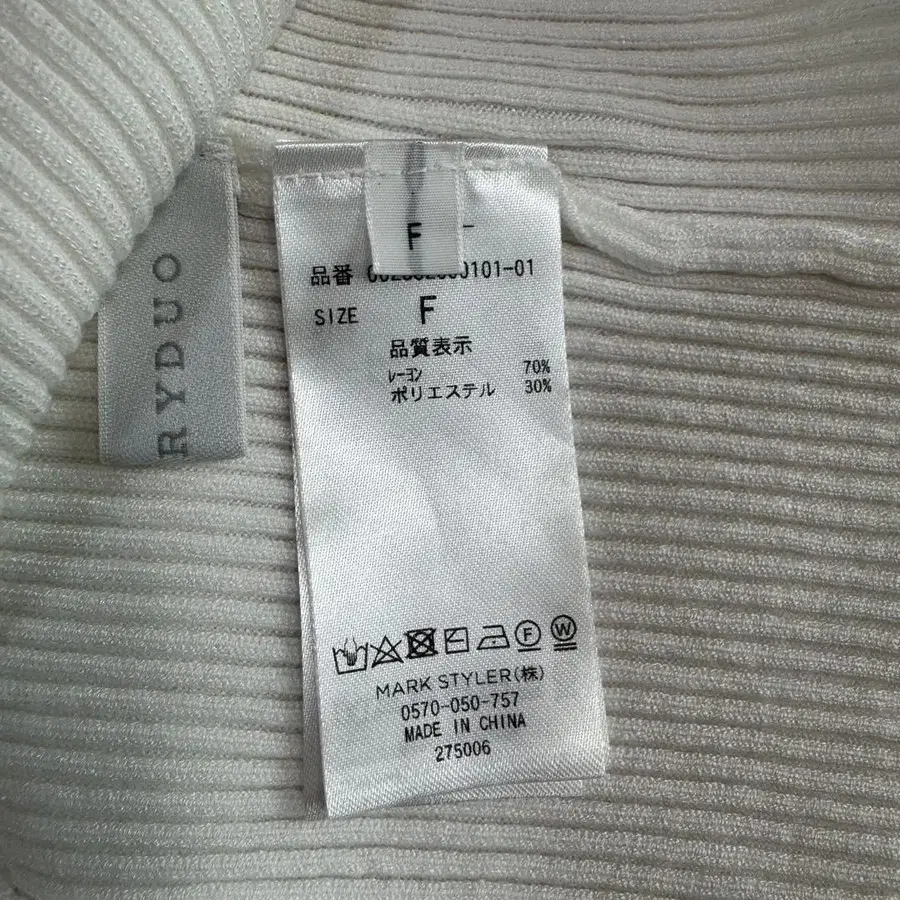 RYDUO
F
品番
101-01
SIZE F
品質表示
レーヨン 70%
ポリエステル 30%
F W
MARK STYLER(株)
0570-050-757
MADE IN CHINA
275006